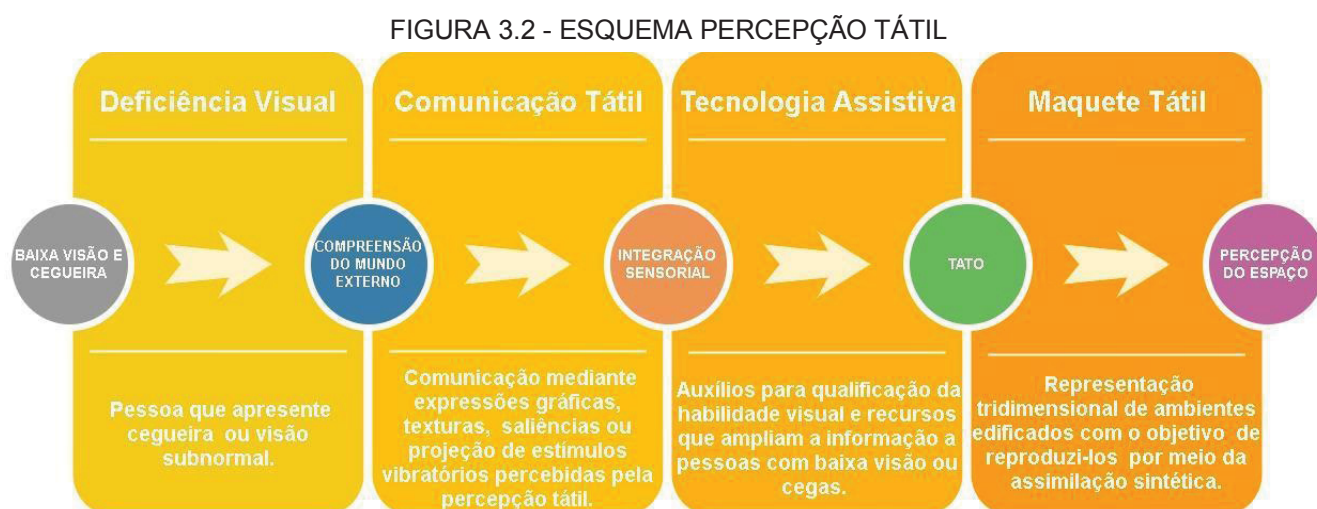 FIGURA 3.2 - ESQUEMA PERCEPÇÃO TÁTIL
Deficiência Visual
Comunicação Tátil
Tecnologia Assistiva
Maquete Tátil
BAIXA VISÃO E
CEGUEIRA
COMPREENSÃO
DO MUNDO
EXTERNO
INTEGRAÇÃO
SENSORIAL
TATO
PERCEPÇÃO
DO ESPAÇO
Pessoa que apresente
cegueira ou visão
subnormal.
Comunicação mediante
expressões gráficas,
texturas, saliências ou
projeção de estímulos
vibratórios percebidas pela
percepção tátil.
Auxílios para qualificação da
habilidade visual e recursos
que ampliam a informação a
pessoas com baixa visão ou
cegas.
Representação
tridimensional de ambientes
edificados com o objetivo de
reproduzi-los por meio da
assimilação sintética.